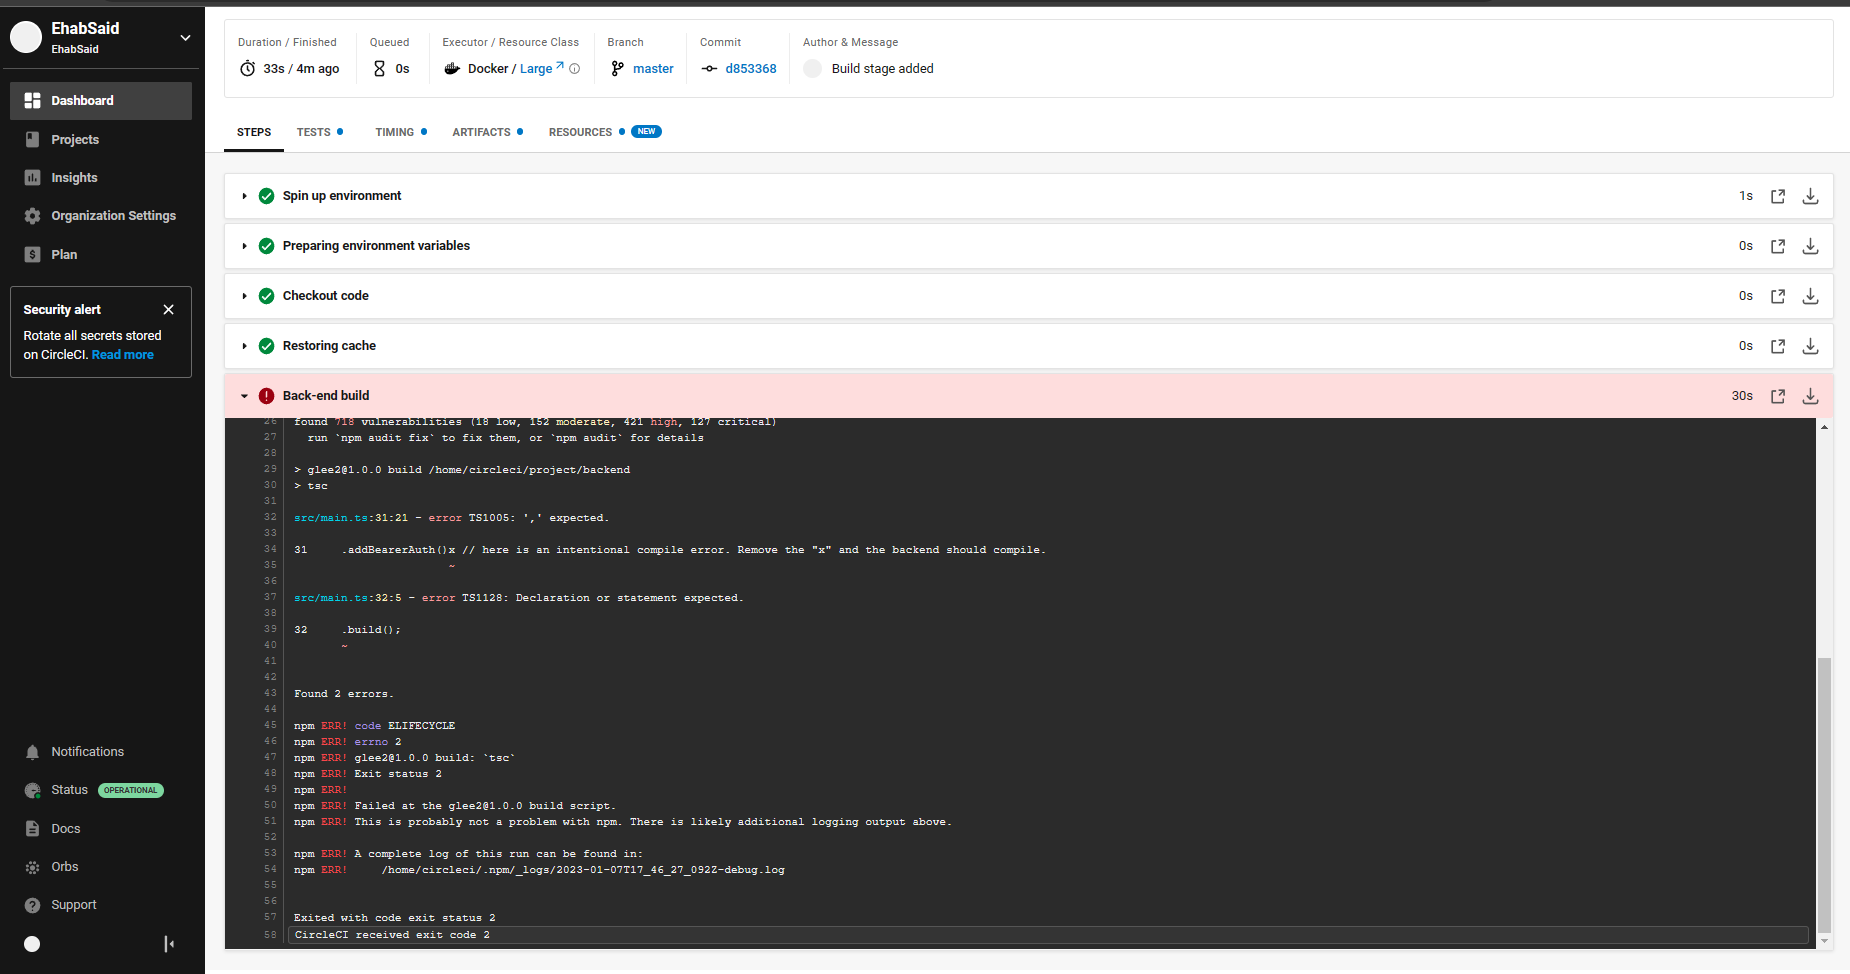 EhabSaid
EhabSaid
Dashboard
Projects
Insights
Organization Settings
Plan
Security alert
Rotate all secrets stored
on CircleCI. Read more
Notifications
Status OPERATIONAL
Docs
Orbs
Support
Duration / Finished
33s / 4m ago
Queued
0s
Executor / Resource Class
Docker / Large
Branch
master
Commit
d853368
Author & Message
Build stage added
STEPS TESTS TIMING ARTIFACTS RESOURCES NEW
Spin up environment 1s
Preparing environment variables 0s
Checkout code 0s
Restoring cache 0s
Back-end build 30s
26 found 718 vulnerabilities (18 low, 152 moderate, 421 high, 127 critical)
27 run `npm audit fix` to fix them, or `npm audit` for details
28
29 > glee2@1.0.0 build /home/circleci/project/backend
30 > tsc
31
32 src/main.ts:31:21 - error TS1005: ',' expected.
33
34 31 .addBearerAuth()x // here is an intentional compile error. Remove the "x" and the backend should compile.
35 ~
36
37 src/main.ts:32:5 - error TS1128: Declaration or statement expected.
38
39 32 .build();
40 ~
41
42
43 Found 2 errors.
44
45 npm ERR! code ELIFECYCLE
46 npm ERR! errno 2
47 npm ERR! glee2@1.0.0 build: `tsc`
48 npm ERR! Exit status 2
49 npm ERR!
50 npm ERR! Failed at the glee2@1.0.0 build script.
51 npm ERR! This is probably not a problem with npm. There is likely additional logging output above.
52
53 npm ERR! A complete log of this run can be found in:
54 npm ERR! /home/circleci/.npm/_logs/2023-01-07T17_46_27_092Z-debug.log
55
56
57 Exited with code exit status 2
58 CircleCI received exit code 2